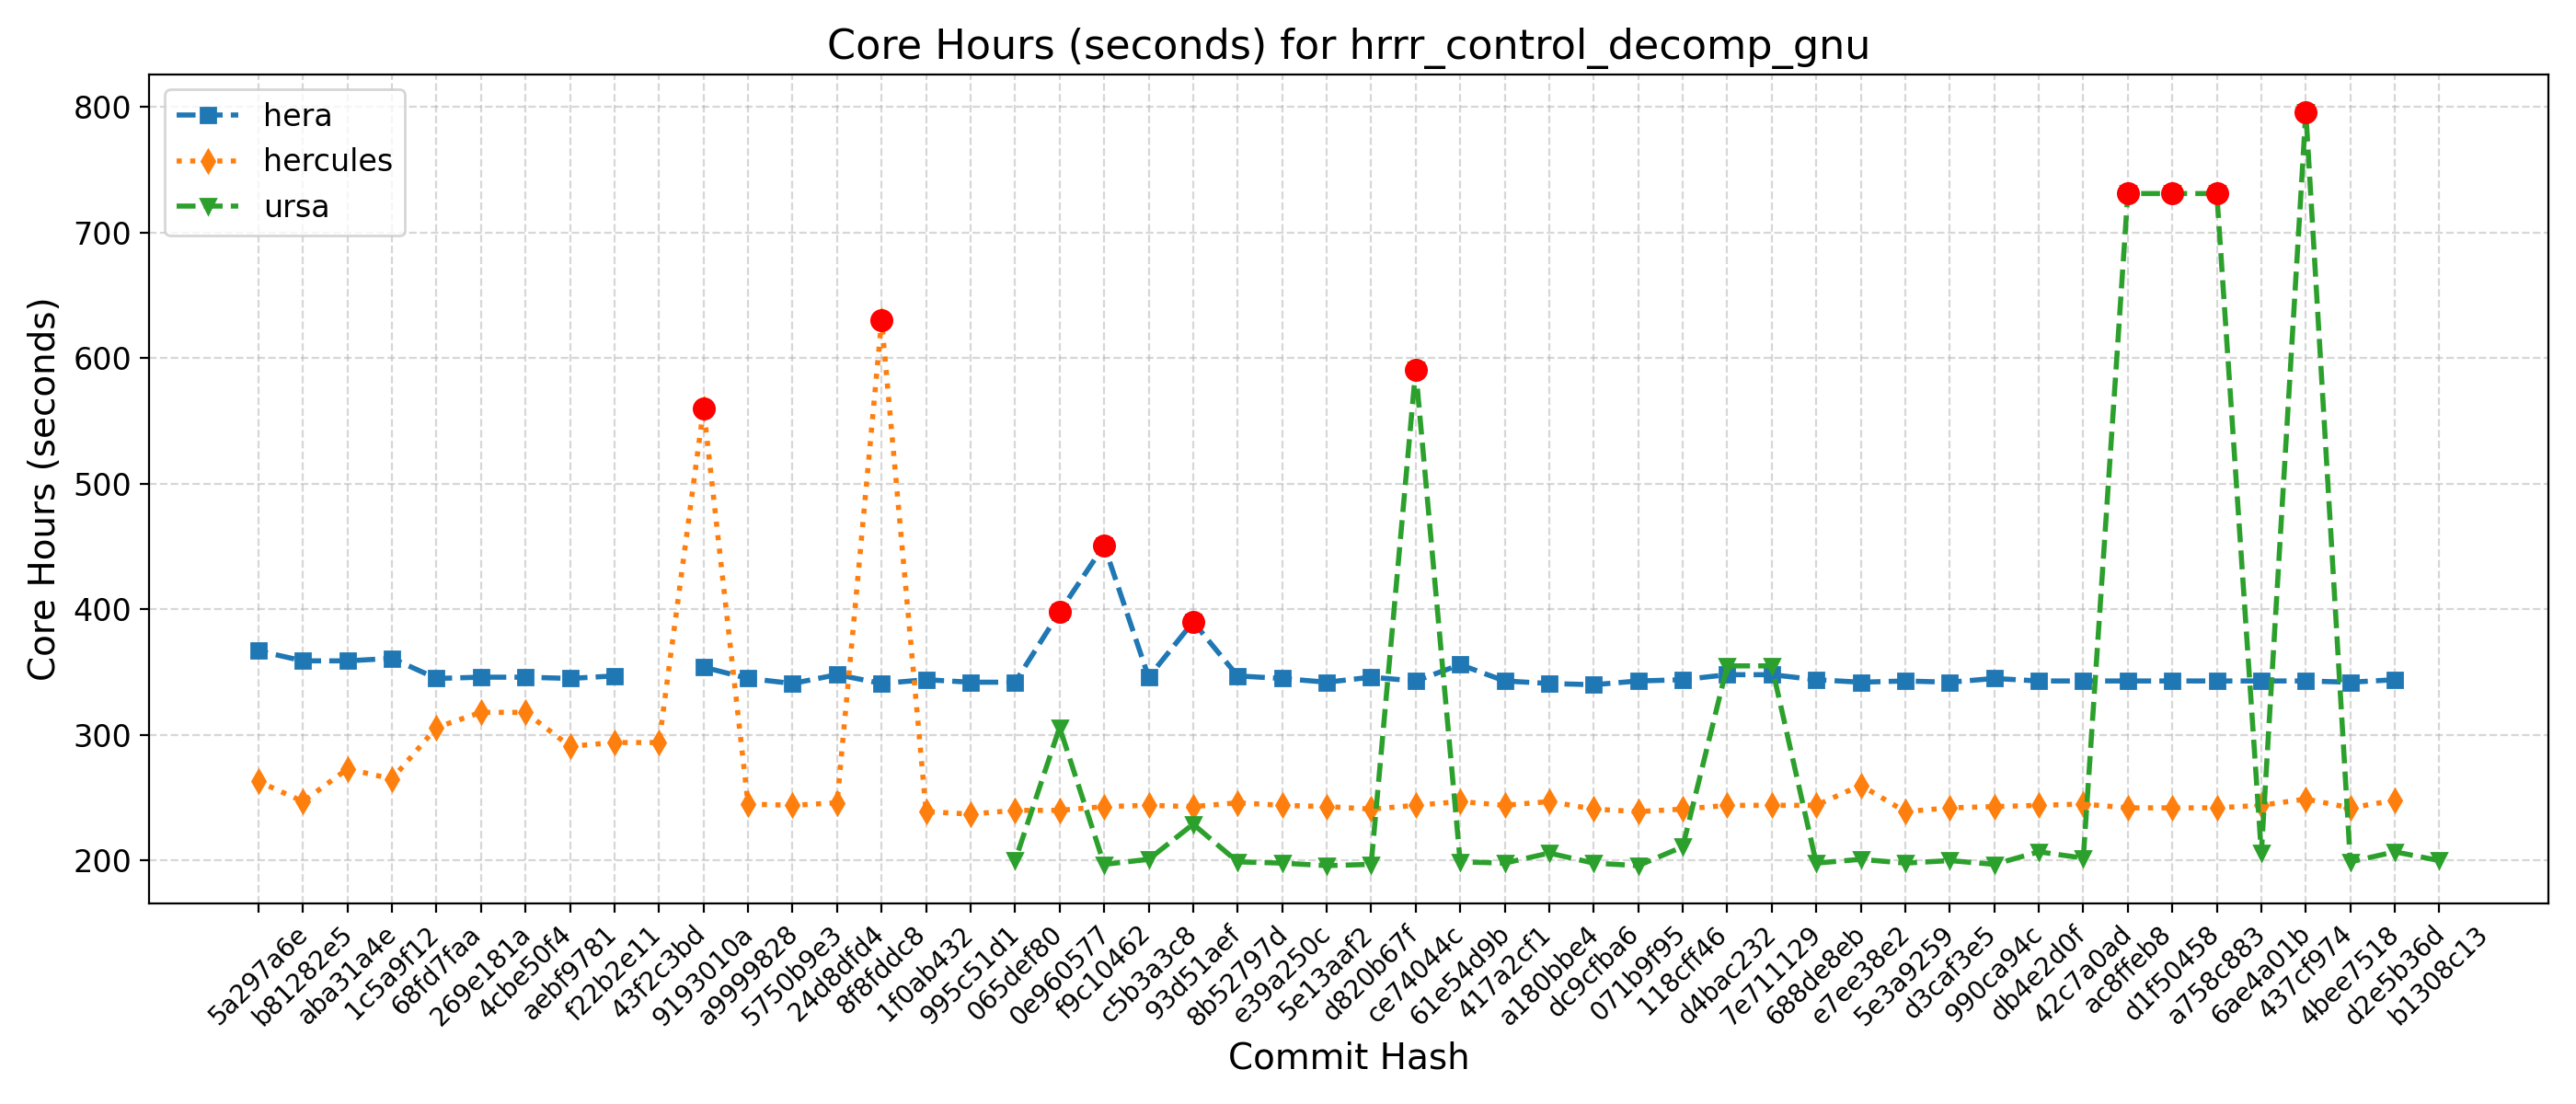 Core Hours (seconds) for hrrr_control_decomp_gnu
hera
hercules
ursa
Core Hours (seconds)
800
700
600
500
400
300
200
5a297a6e
b81282e5
aba31a4e
1c5a9f12
68fd7faa
269e181a
4cbe50f4
aebf9781
f22b2e11
43f2c3bd
9193010a
a9999828
5750b9e3
24d8dfd4
8f8fddc8
1f0ab432
995c51d1
065def80
0e960577
f9c10462
c5b3a3c8
93d51aef
8b52797d
e39a250c
5e13aaf2
d820b67f
ce74044c
61e54d9b
417a2cf1
a180bbe4
dc9cfba6
071b9f95
118cff46
d4bac232
7e711129
688de8eb
e7ee38e2
5e3a9259
d3caf3e5
990ca94c
db4e2d0f
42c7a0ad
ac8ffeb8
d1f50458
a758c883
6ae4a01b
437cf974
4bee7518
d2e5b36d
b1308c13
Commit Hash